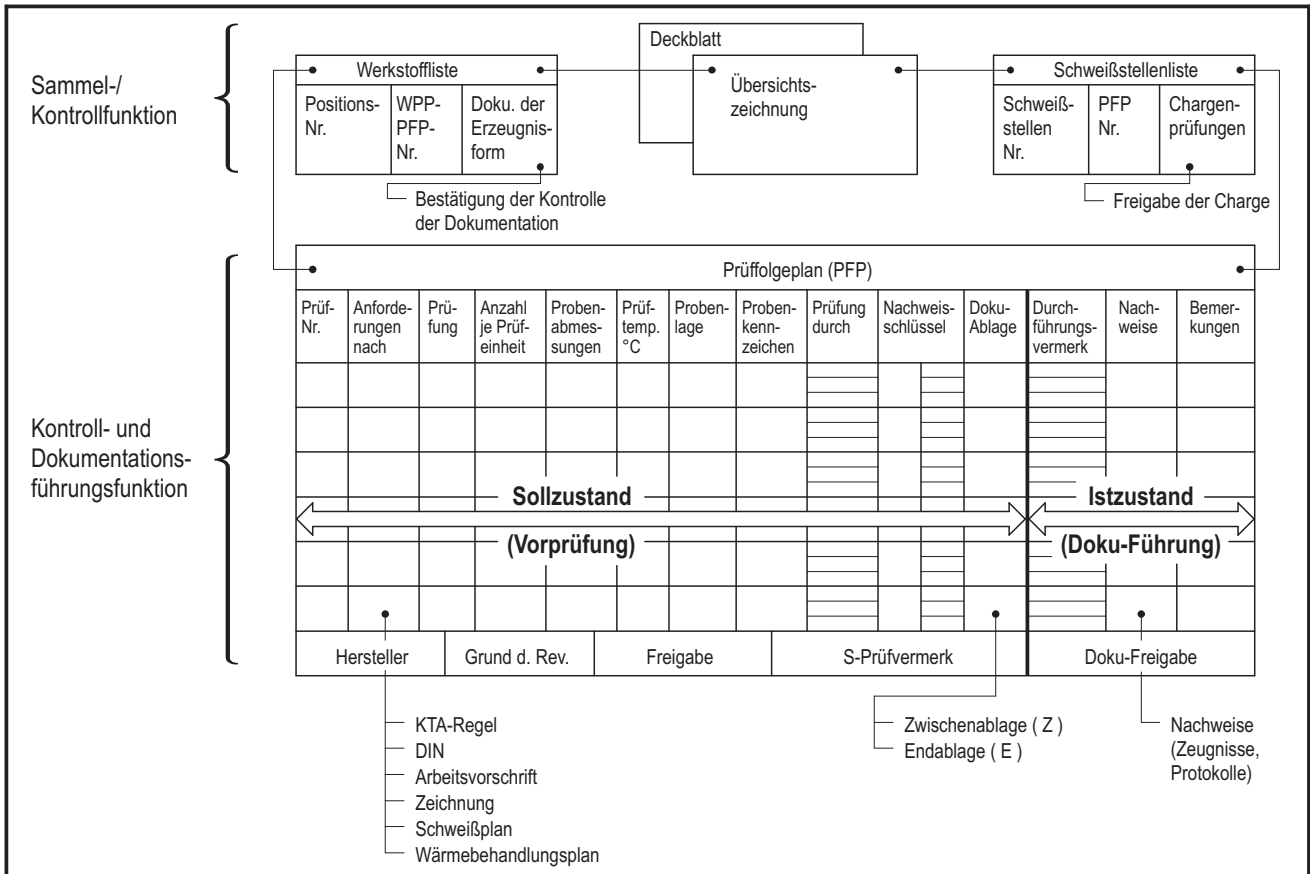 Sammel-/
Kontrollfunktion
Werkstoffliste
Positions-
Nr.
WPP-
PFP-
Nr.
Doku. der
Erzeugnis-
form
Bestätigung der Kontrolle
der Dokumentation
Deckblatt
Übersichts-
zeichnung
Schweißstellenliste
Schweiß-
stellen
Nr.
PFP
Nr.
Chargen-
prüfungen
Freigabe der Charge
Kontroll- und
Dokumentations-
führungsfunktion
Prüffolgeplan (PFP)
Prüf-
Nr.
Anforde-
rungen
nach
Prü-
fung
Anzahl
je Prüf-
einheit
Proben-
abmes-
sungen
Prüf-
temp.
°C
Proben-
lage
Proben-
kenn-
zeichen
Prüfung
durch
Nachweis-
schlüssel
Doku-
Ablage
Durch-
führungs-
vermerk
Nach-
weise
Bemer-
kungen
Sollzustand
(Vorprüfung)
Istzustand
(Doku-Führung)
Hersteller
Grund d. Rev.
Freigabe
S-Prüfvermerk
Doku-Freigabe
KTA-Regel
DIN
Arbeitsvorschrift
Zeichnung
Schweißplan
Wärmebehandlungsplan
Zwischenablage ( Z )
Endablage ( E )
Nachweise
(Zeugnisse,
Protokolle)